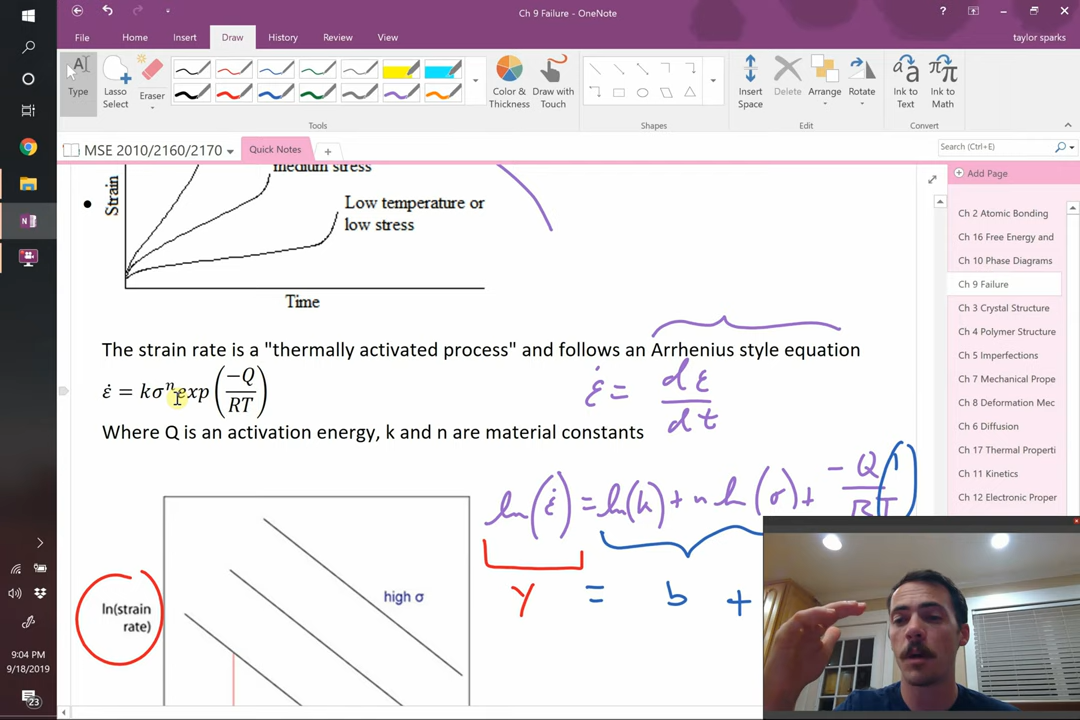 Ch 9 Failure - OneNote
?
File Home Insert Draw History Review View
taylor sparks
Type
Lasso Select
Eraser
Color & Thickness
Draw with Touch
Insert Space
Delete
Arrange
Rotate
Ink to Text
Ink to Math
Tools
Shapes
Edit
Convert
MSE 2010/2160/2170
Quick Notes
+
Search (Ctrl+E)
Add Page
Ch 2 Atomic Bonding
Ch 16 Free Energy and
Ch 10 Phase Diagrams
Ch 9 Failure
Ch 3 Crystal Structure
Ch 4 Polymer Structure
Ch 5 Imperfections
Ch 7 Mechanical Prope
Ch 8 Deformation Mec
Ch 6 Diffusion
Ch 17 Thermal Properti
Ch 11 Kinetics
Ch 12 Electronic Proper
medium stress
Strain
Low temperature or
low stress
Time
The strain rate is a "thermally activated process" and follows an Arrhenius style equation
ε̇ = kσⁿexp(−Q/RT)
ε̇ = dε/dt
Where Q is an activation energy, k and n are material constants
ln(ε̇) = ln(k) + n ln(σ) + −Q/R 1/T
y = b +
high σ
ln(strain
rate)
9:04 PM
9/18/2019
23